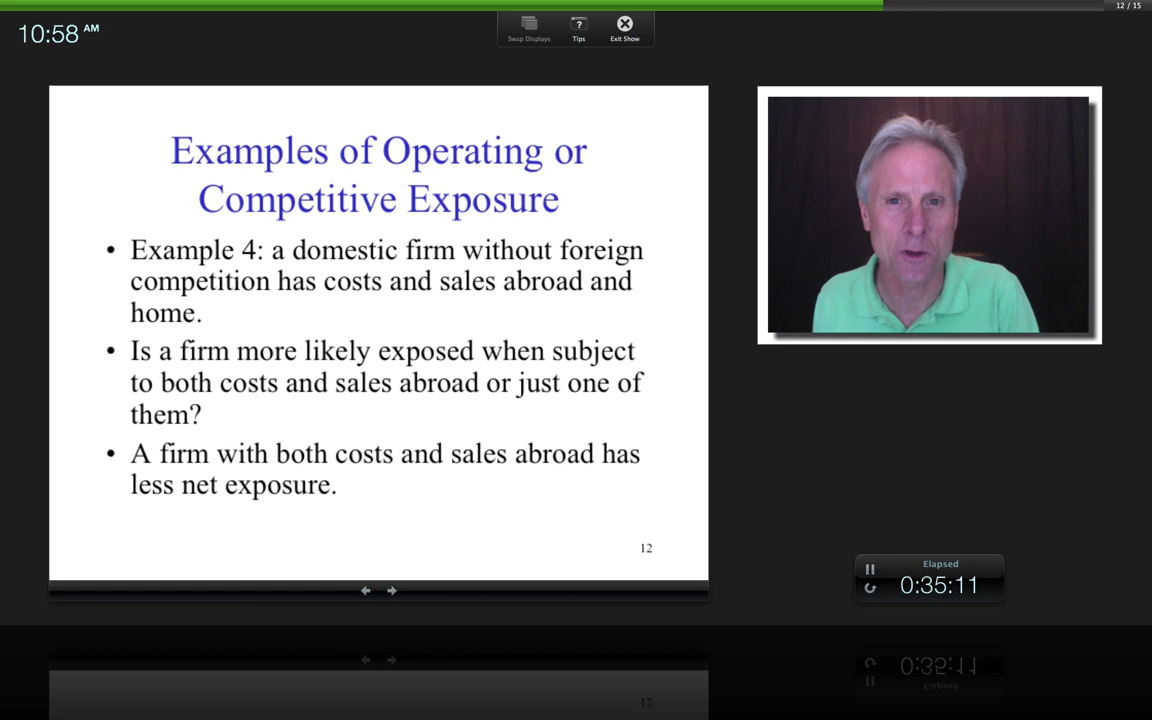 12 / 15
10:58 AM
Swap Displays
Tips
Exit Show
Examples of Operating or
Competitive Exposure
• Example 4: a domestic firm without foreign
competition has costs and sales abroad and
home.
• Is a firm more likely exposed when subject
to both costs and sales abroad or just one of
them?
• A firm with both costs and sales abroad has
less net exposure.
12
Elapsed
0:35:11